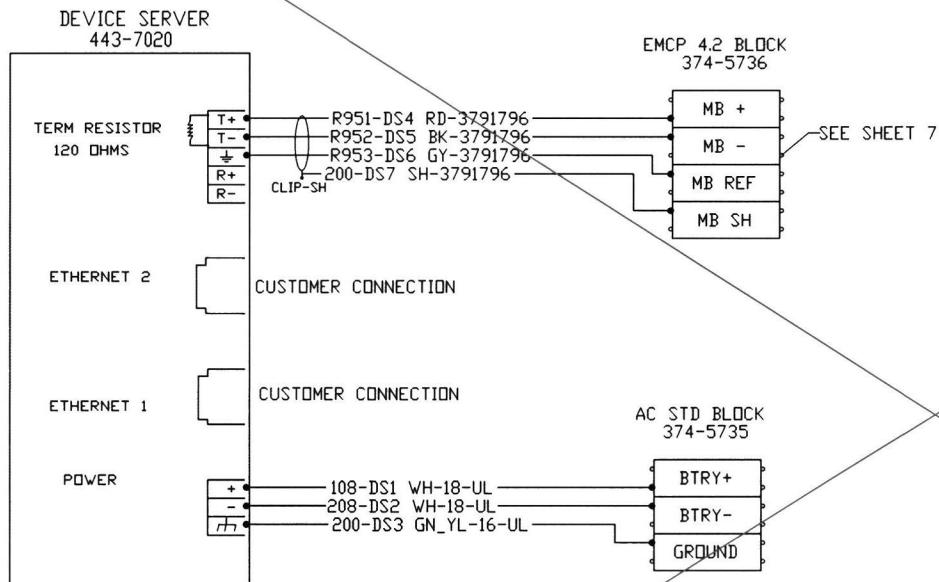 DEVICE SERVER
443-7020
EMCP 4.2 BLOCK
374-5736
TERM RESISTOR
120 OHMS
T+
T-
R+
R-
R951-DS4 RD-3791796
R952-DS5 BK-3791796
R953-DS6 GY-3791796
200-DS7 SH-3791796
CLIP-SH
MB +
MB -
MB REF
MB SH
SEE SHEET 7
ETHERNET 2
CUSTOMER CONNECTION
ETHERNET 1
CUSTOMER CONNECTION
AC STD BLOCK
374-5735
POWER
+
-
108-DS1 WH-18-UL
208-DS2 WH-18-UL
200-DS3 GN_YL-16-UL
BTRY+
BTRY-
GROUND